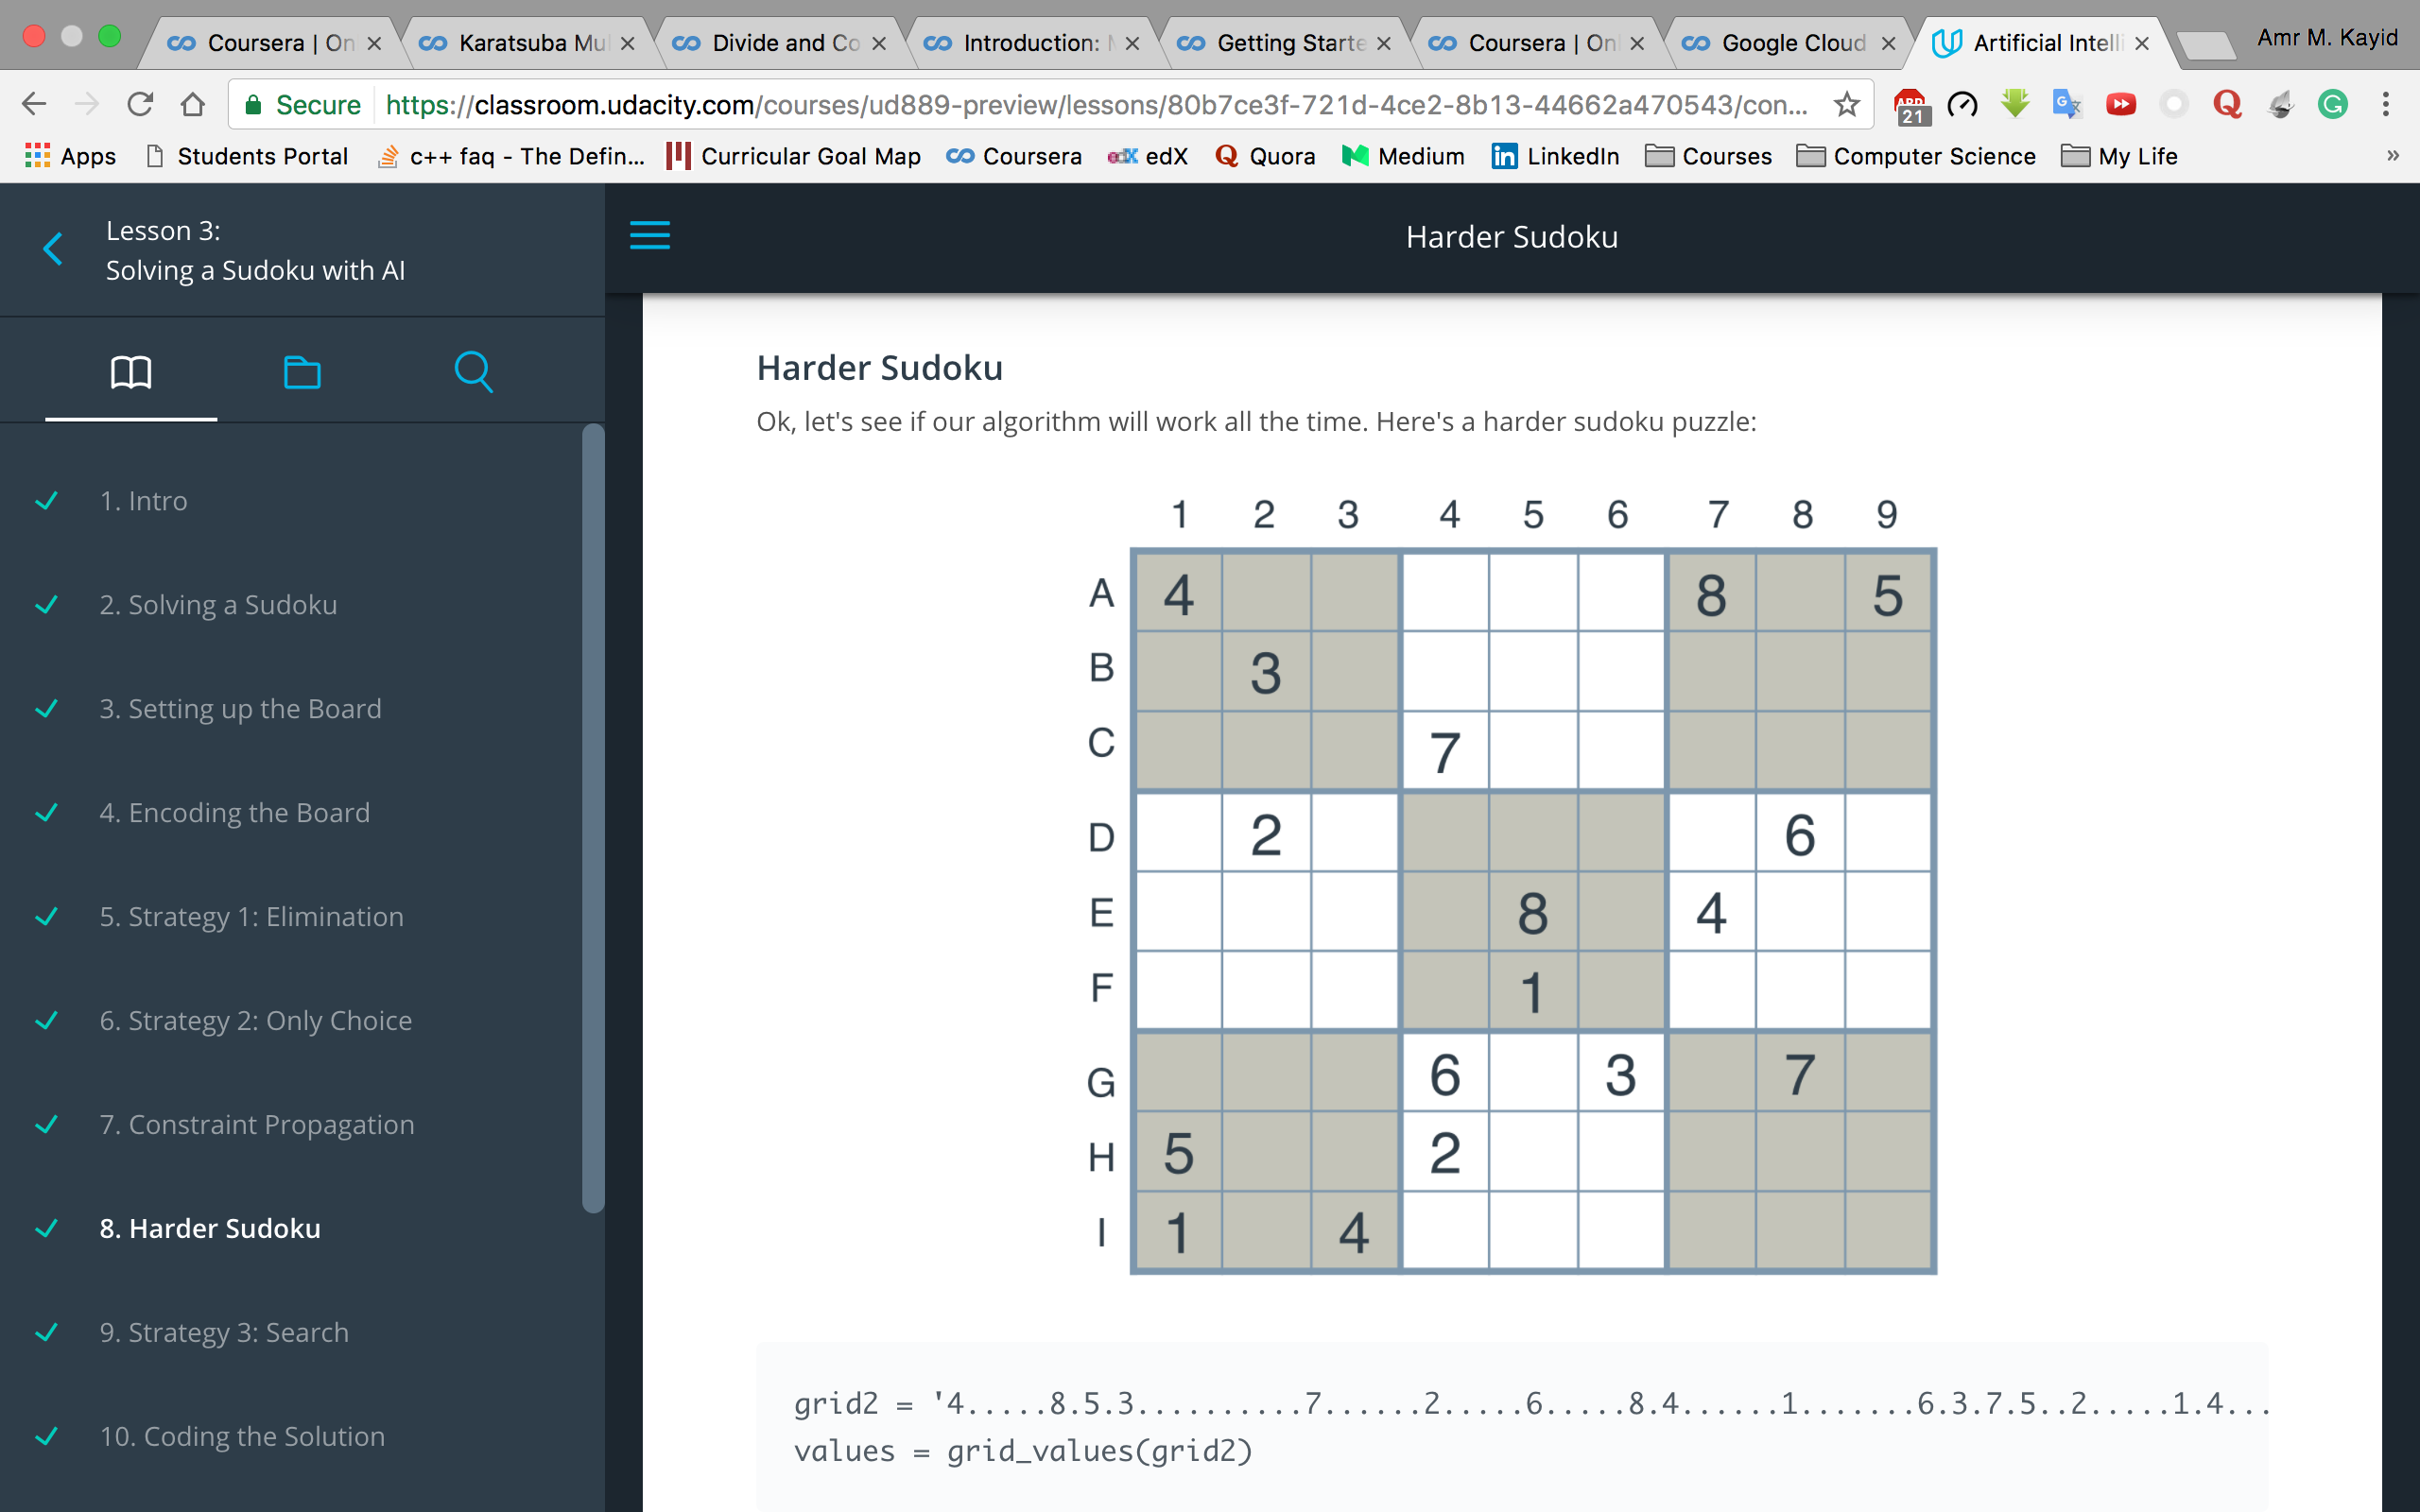 Coursera | On
Karatsuba Mul
Divide and Co
Introduction: M
Getting Starte
Coursera | Onl
Google Cloud
Artificial Intelli
Amr M. Kayid
Secure https://classroom.udacity.com/courses/ud889-preview/lessons/80b7ce3f-721d-4ce2-8b13-44662a470543/con...
ABP
21
Apps Students Portal c++ faq - The Defin... Curricular Goal Map Coursera edX Quora Medium LinkedIn Courses Computer Science My Life »
Lesson 3:
Solving a Sudoku with AI
1. Intro
2. Solving a Sudoku
3. Setting up the Board
4. Encoding the Board
5. Strategy 1: Elimination
6. Strategy 2: Only Choice
7. Constraint Propagation
8. Harder Sudoku
9. Strategy 3: Search
10. Coding the Solution
Harder Sudoku
Harder Sudoku
Ok, let's see if our algorithm will work all the time. Here's a harder sudoku puzzle:
1 2 3 4 5 6 7 8 9
A 4 8 5
B 3
C 7
D 2 6
E 8 4
F 1
G 6 3 7
H 5 2
I 1 4
grid2 = '4.....8.5.3..........7......2.....6.....8.4......1.......6.3.7.5..2.....1.4...
values = grid_values(grid2)